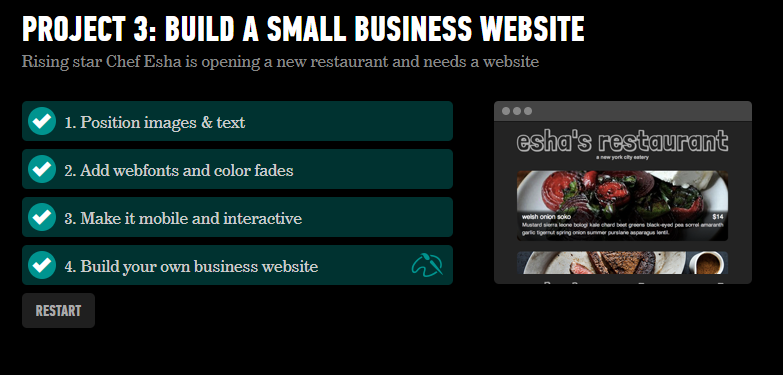 PROJECT 3: BUILD A SMALL BUSINESS WEBSITE
Rising star Chef Esha is opening a new restaurant and needs a website
1. Position images & text
2. Add webfonts and color fades
3. Make it mobile and interactive
4. Build your own business website
RESTART
esha's restaurant
a new york city eatery
welsh onion soko $14
Mustard sierra leone bologi kale chard beet greens black-eyed pea sorrel amaranth
garlic tigernut spring onion summer purslane asparagus lentil.